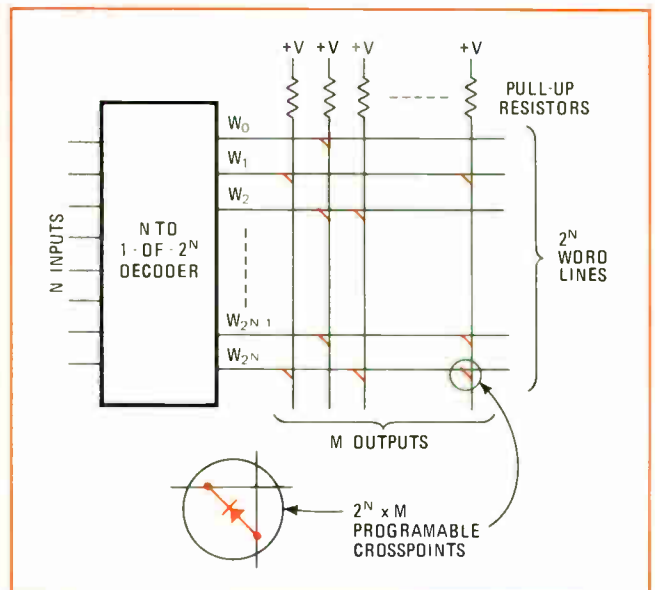 +V +V +V +V
PULL-UP
RESISTORS
W₀
W₁
W₂
N INPUTS
N TO
1-OF-2ᴺ
DECODER
2ᴺ
WORD
LINES
W₂ₙ₋₁
W₂ₙ
M OUTPUTS
2ᴺ x M
PROGRAMABLE
CROSSPOINTS